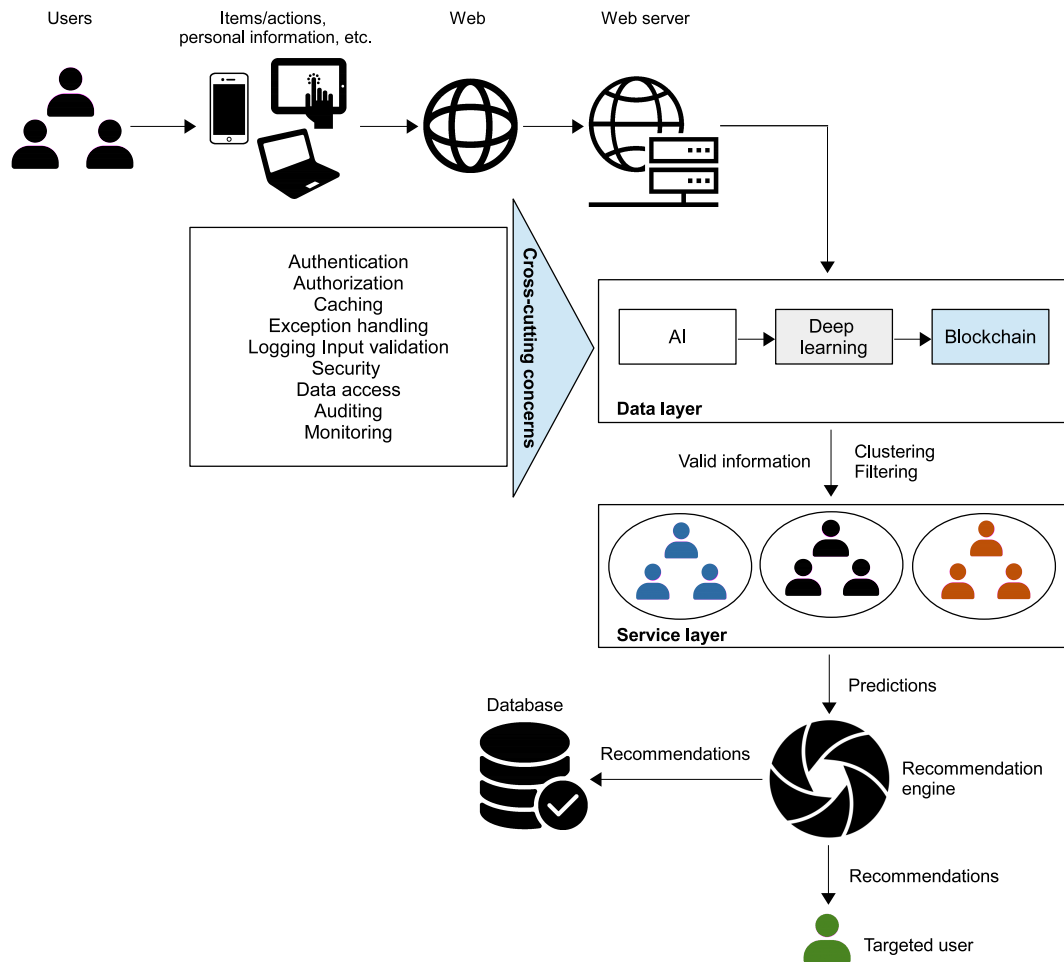 Users
Items/actions,
personal information, etc.
Web
Web server
Authentication
Authorization
Caching
Exception handling
Logging Input validation
Security
Data access
Auditing
Monitoring
Cross-cutting concerns
AI
Deep
learning
Blockchain
Data layer
Valid information
Clustering
Filtering
Service layer
Predictions
Database
Recommendations
Recommendation
engine
Recommendations
Targeted user